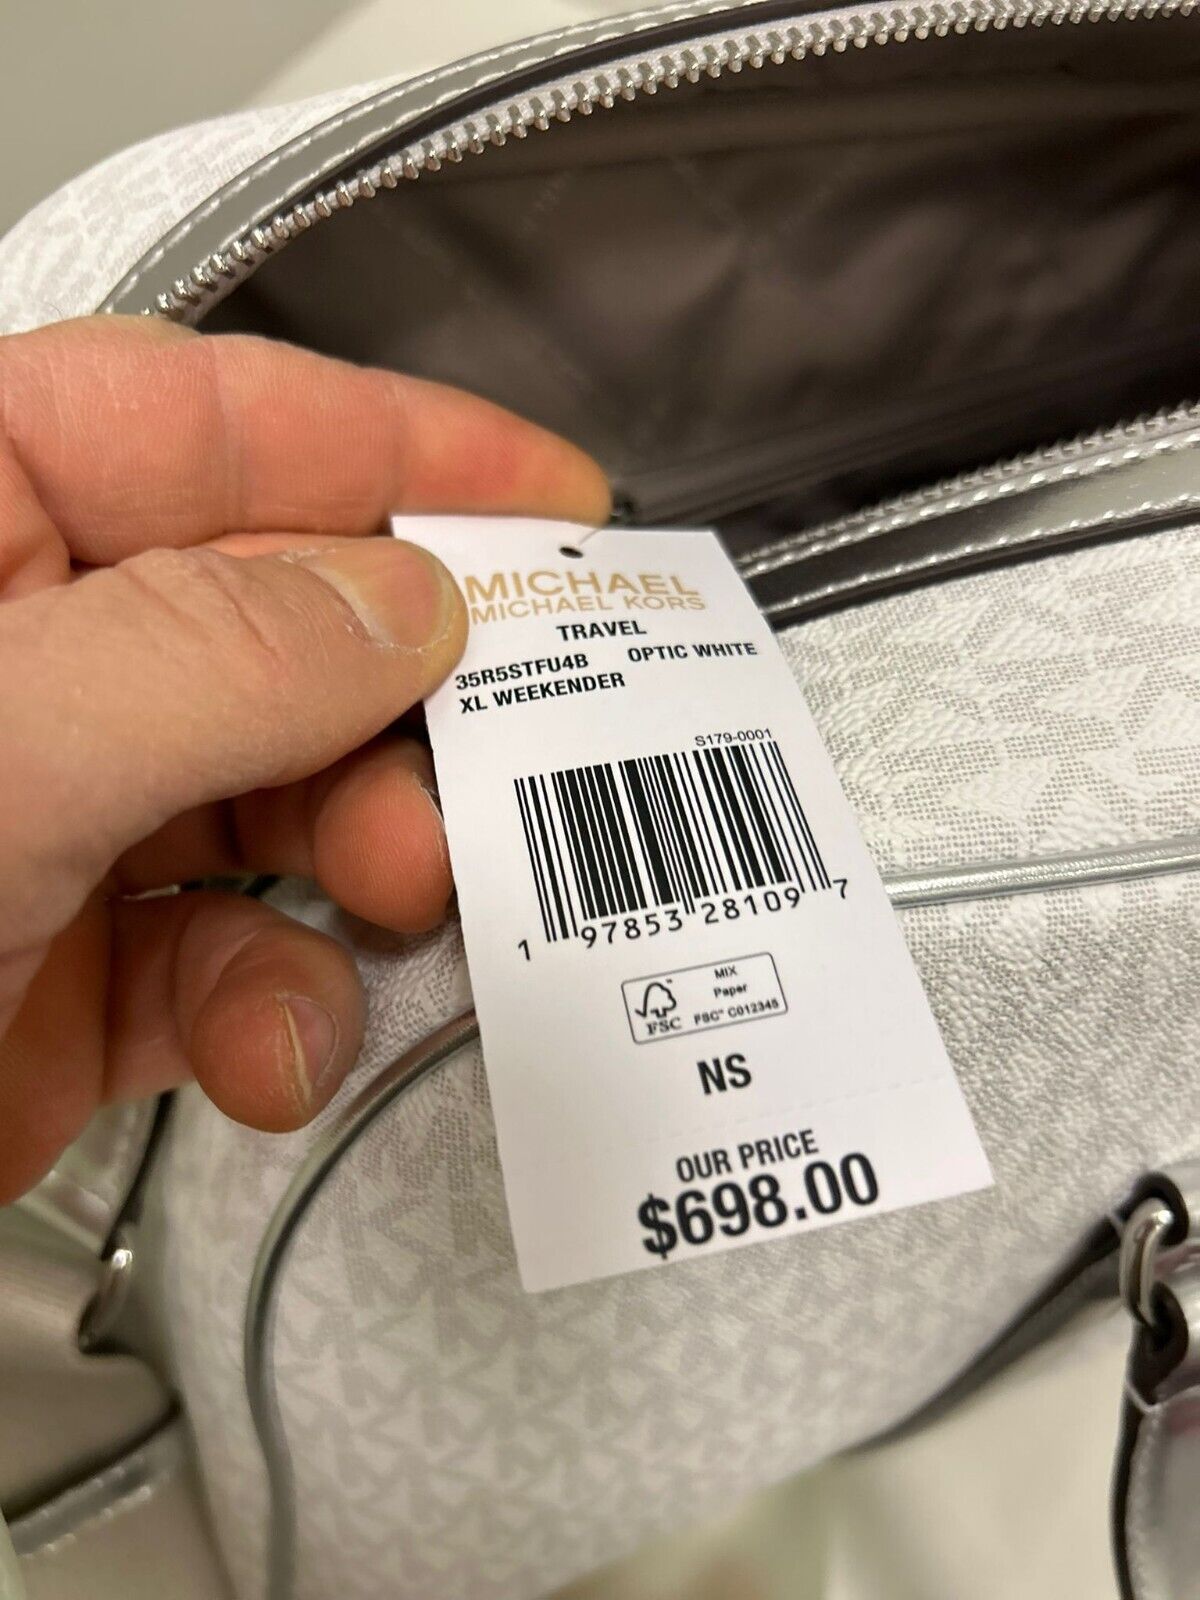 MICHAEL
MICHAEL KORS
TRAVEL
35R5STFU4B OPTIC WHITE
XL WEEKENDER
S179-0001
1 97853 28109 7
MIX
Paper
FSC™ FSC® C012345
NS
OUR PRICE
$698.00